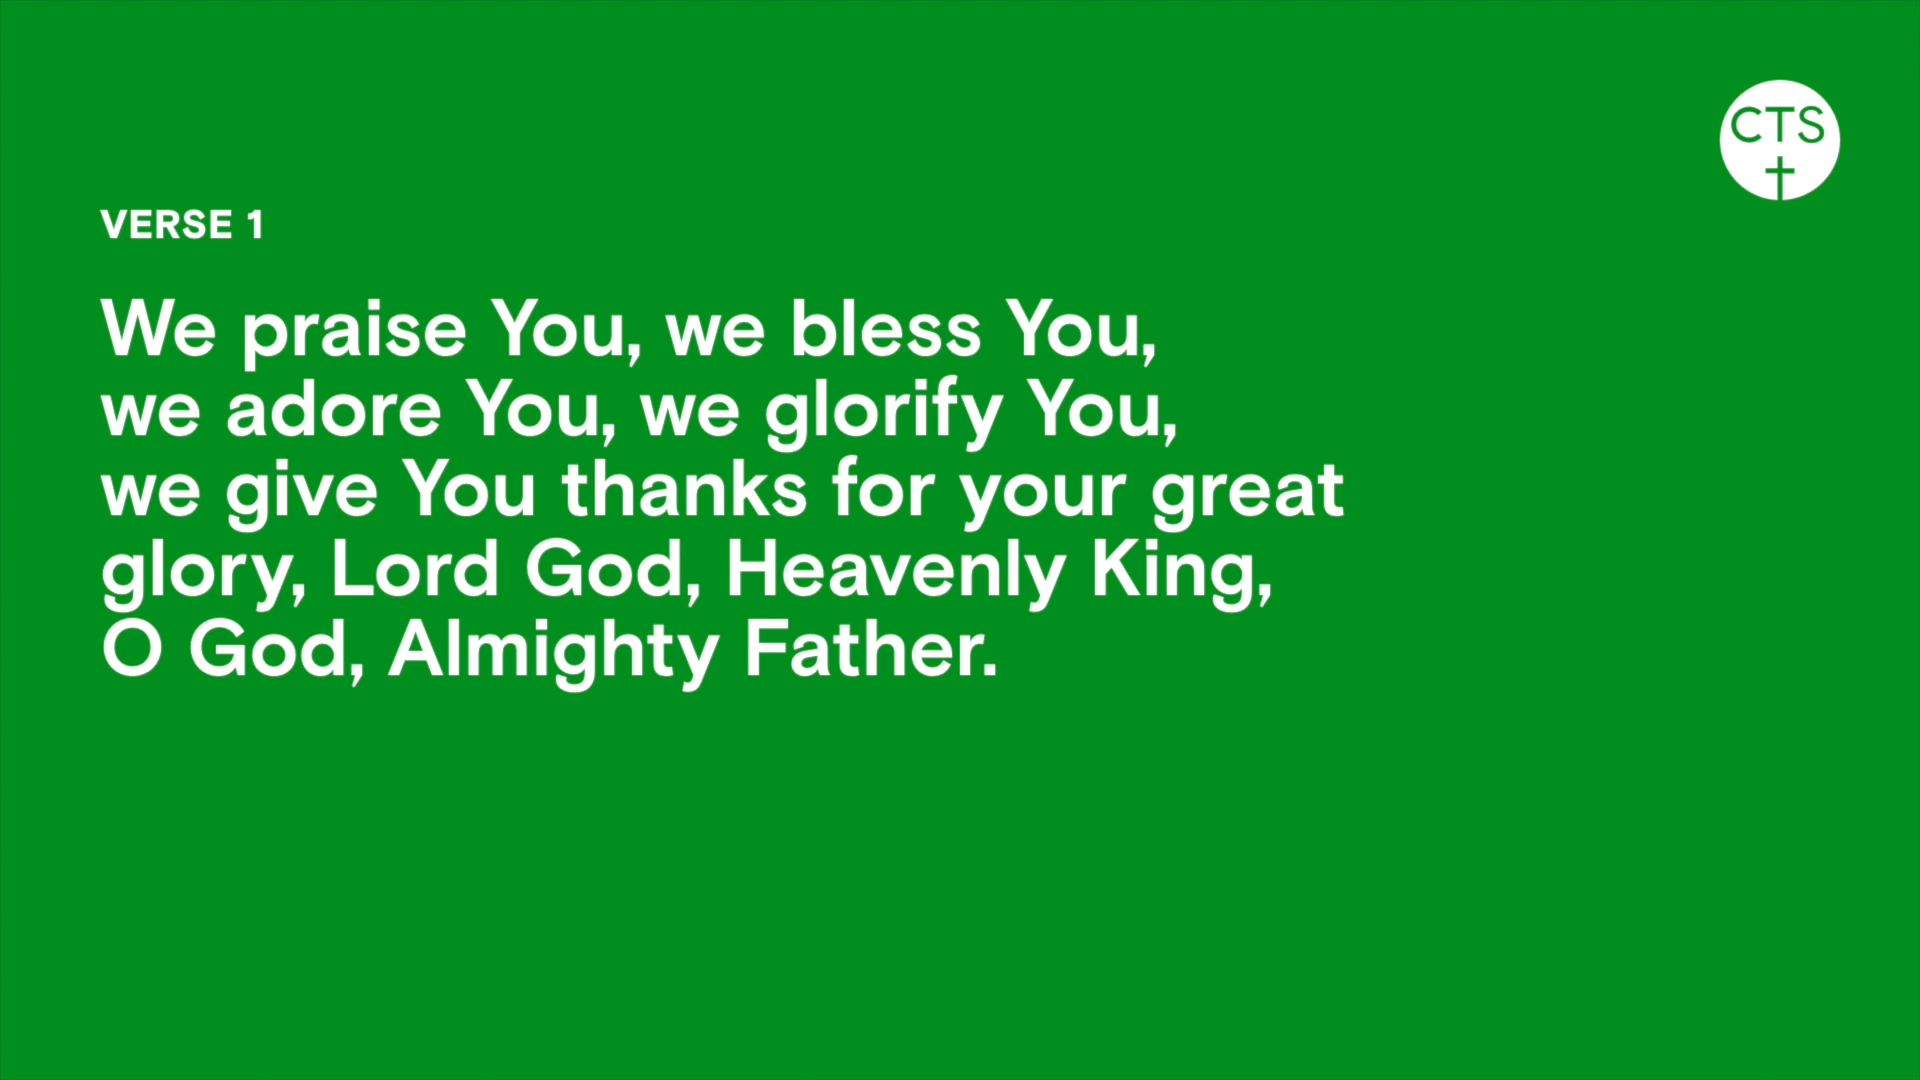 CTS
VERSE 1
We praise You, we bless You,
we adore You, we glorify You,
we give You thanks for your great
glory, Lord God, Heavenly King,
O God, Almighty Father.